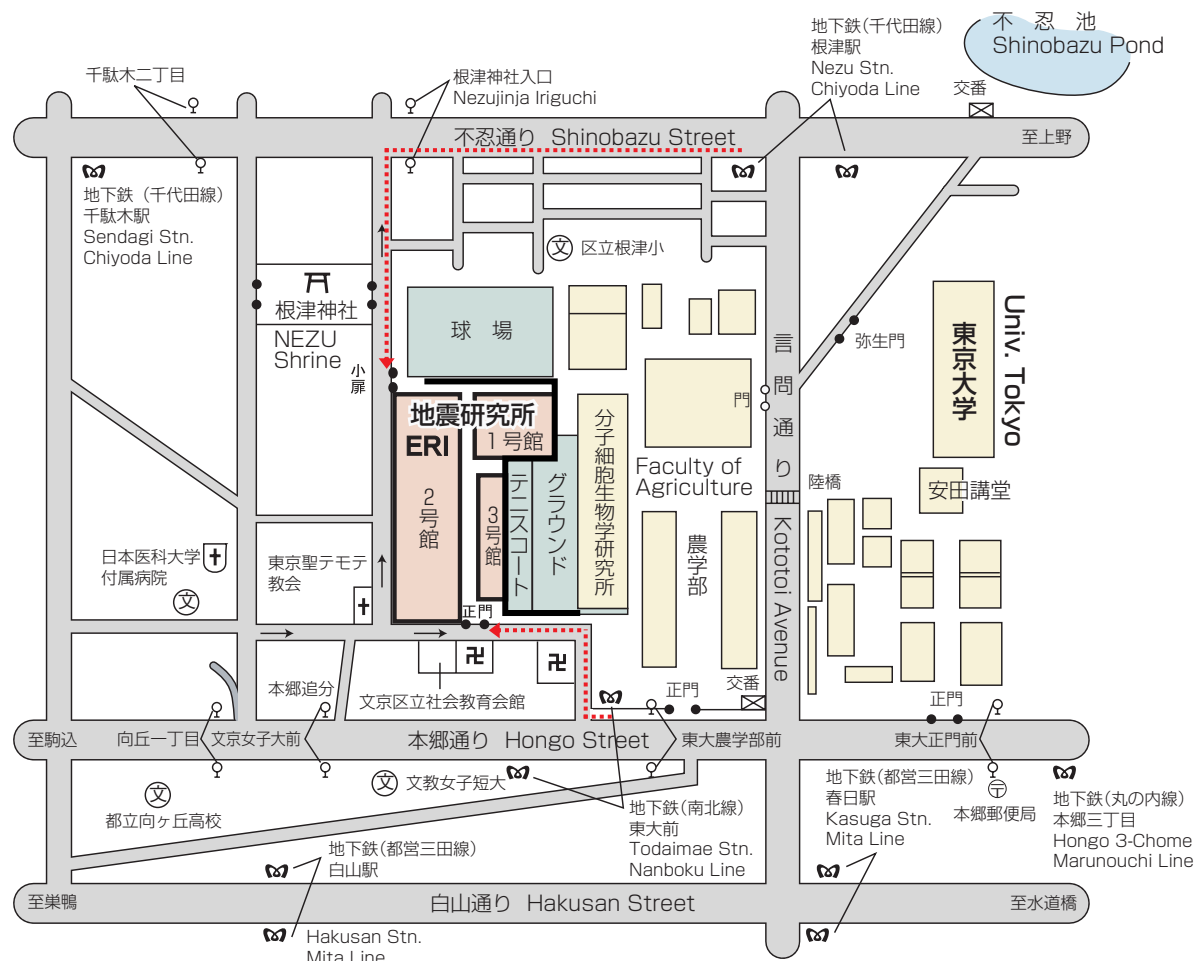 不忍池
Shinobazu Pond
地下鉄(千代田線)
根津駅
Nezu Stn.
Chiyoda Line
交番
千駄木二丁目
根津神社入口
Nezujinja Iriguchi
不忍通り Shinobazu Street
至上野
地下鉄(千代田線)
千駄木駅
Sendagi Stn.
Chiyoda Line
文 区立根津小
根津神社
NEZU
Shrine
小扉
球場
言問通り
Kototoi Avenue
弥生門
東京大学
Univ. Tokyo
門
地震研究所
ERI
1号館
2号館
3号館
テニスコート
グラウンド
分子細胞生物学研究所
Faculty of
Agriculture
農学部
陸橋
安田講堂
日本医科大学
付属病院
文
東京聖テモテ
教会
正門
卍
卍
文京区立社会教育会館
本郷追分
正門
交番
正門
至駒込
向丘一丁目
文京女子大前
本郷通り Hongo Street
東大農学部前
東大正門前
文
都立向ヶ丘高校
文 文教女子短大
地下鉄(南北線)
東大前
Todaimae Stn.
Nanboku Line
地下鉄(都営三田線)
春日駅
Kasuga Stn.
Mita Line
〒
本郷郵便局
地下鉄(丸の内線)
本郷三丁目
Hongo 3-Chome
Marunouchi Line
地下鉄(都営三田線)
白山駅
至巣鴨
白山通り Hakusan Street
至水道橋
Hakusan Stn.
Mita Line